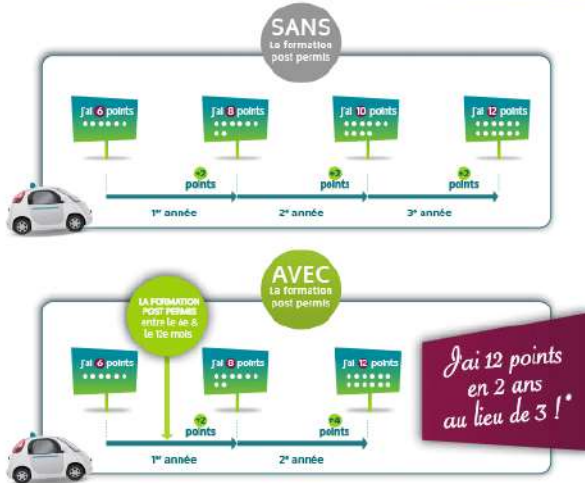 SANS
La formation
post permis
J'ai 6 points
J'ai 8 points
J'ai 10 points
J'ai 12 points
+2
points
+2
points
+2
points
1re année
2e année
3e année
AVEC
La formation
post permis
LA FORMATION
POST PERMIS
entre le 6e &
le 12e mois
J'ai 6 points
J'ai 8 points
J'ai 12 points
+2
points
+4
points
1re année
2e année
J'ai 12 points
en 2 ans
au lieu de 3 !*